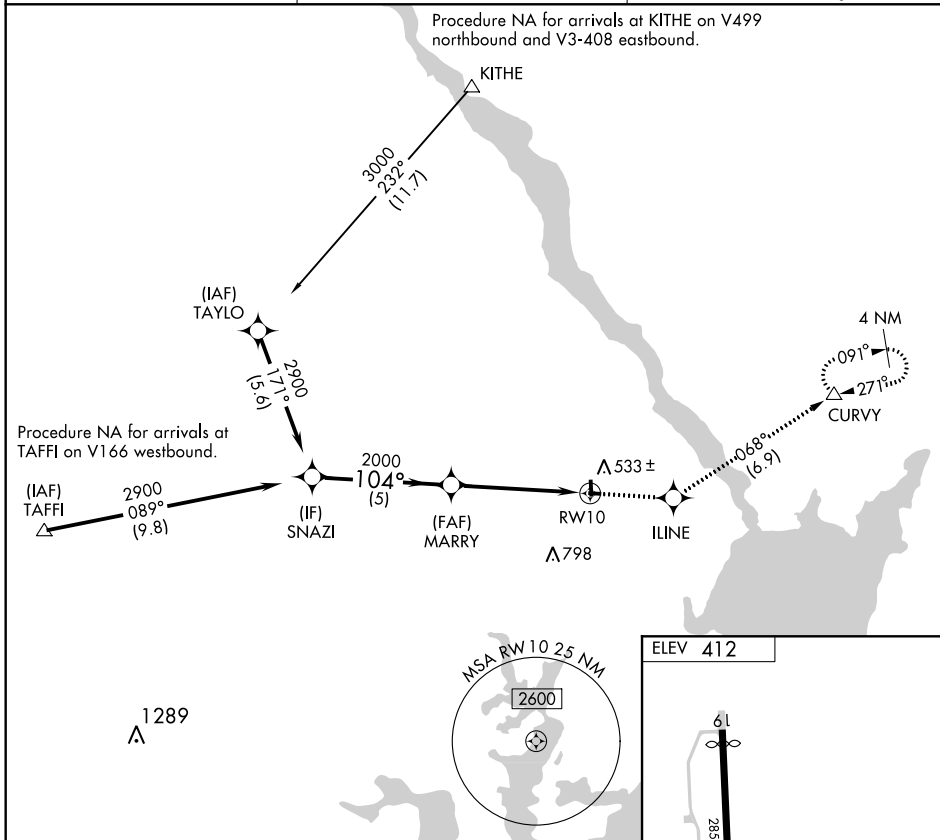 Procedure NA for arrivals at KITHE on V499
northbound and V3-408 eastbound.
KITHE
3000
232°
(11.7)
(IAF)
TAYLO
4 NM
091°
271°
CURVY
2900
171°
(5.6)
Procedure NA for arrivals at
TAFFI on V166 westbound.
068°
(6.9)
2000
104°
(5)
533 ±
(IAF)
TAFFI
2900
089°
(9.8)
(IF)
SNAZI
(FAF)
MARRY
RW10
ILINE
798
MSA RW10 25 NM
2600
ELEV 412
1289
19
285